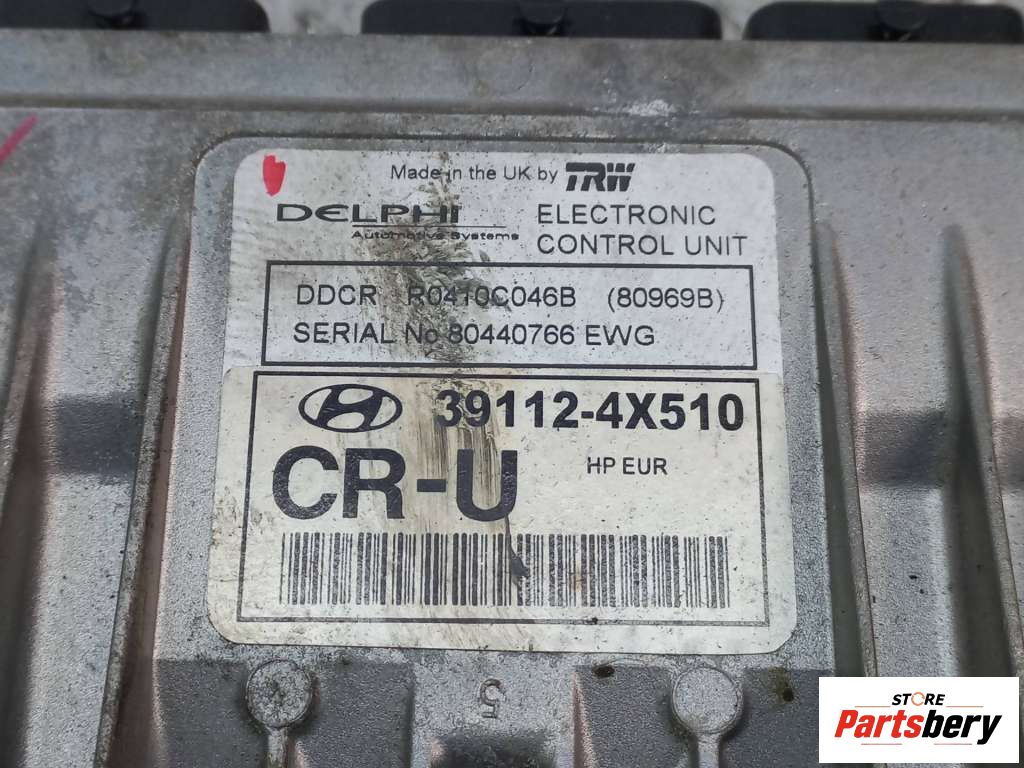 Made in the UK by TRW
DELPHI
Automotive Systems
ELECTRONIC
CONTROL UNIT
DDCR R0410C046B (80969B)
SERIAL No 80440766 EWG
39112-4X510
CR-U
HP EUR
5
STORE
Partsbery